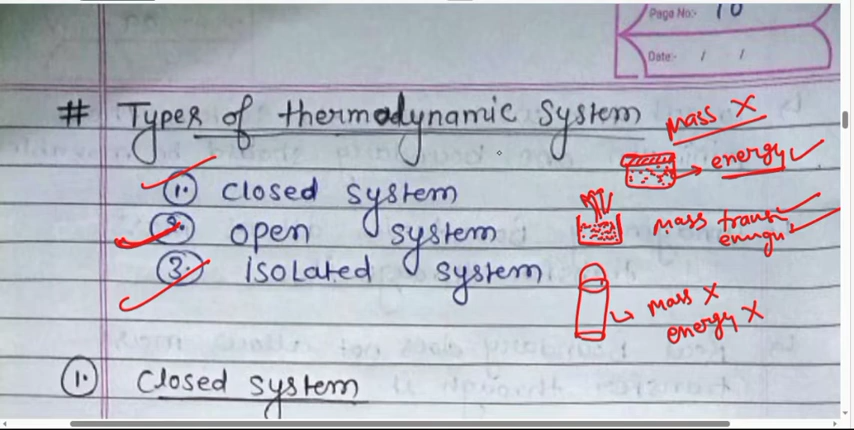 Page No:- 10
Date:- / /
# Types of thermodynamic System
Mass X
→ energy ✓
1. closed system
2. open system
mass trans ✓
energy ✓
3. isolated system
mass X
energy X
1. Closed system